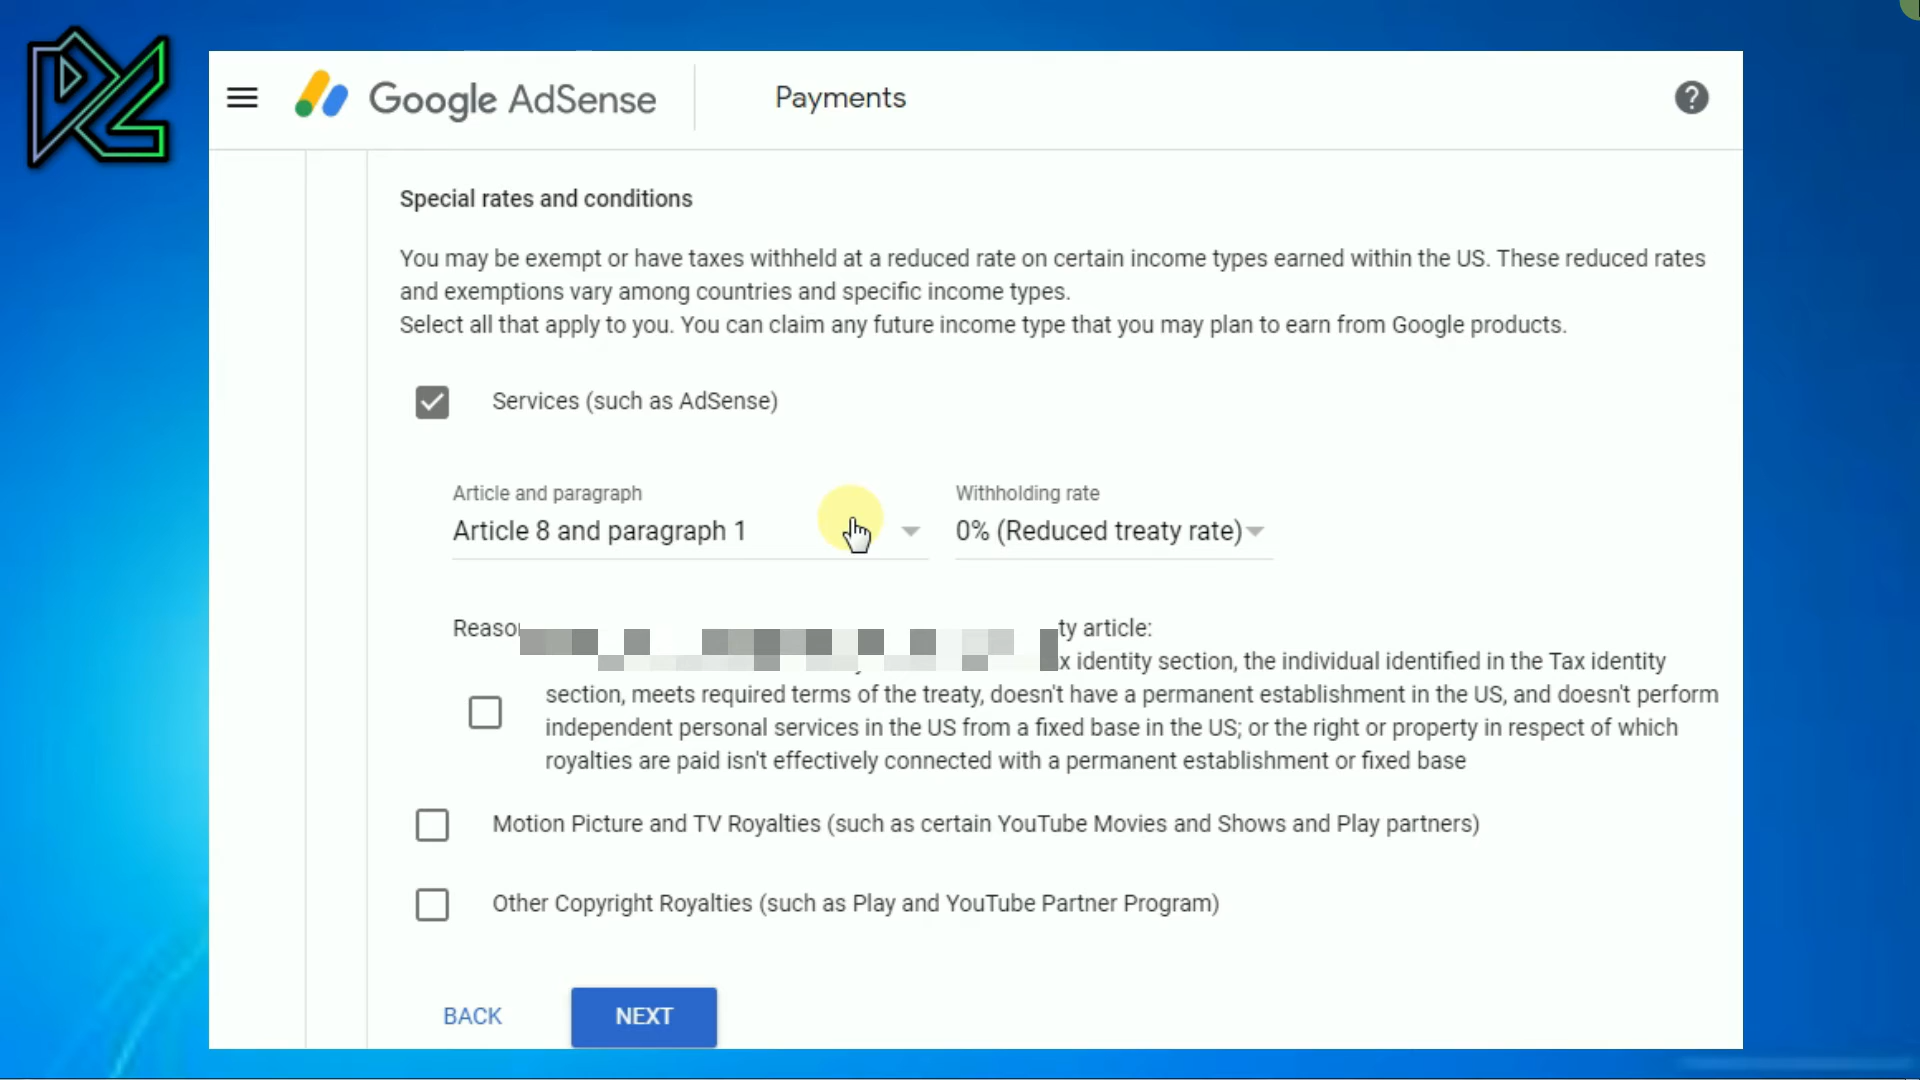 Google AdSense
Payments
Special rates and conditions
You may be exempt or have taxes withheld at a reduced rate on certain income types earned within the US. These reduced rates
and exemptions vary among countries and specific income types.
Select all that apply to you. You can claim any future income type that you may plan to earn from Google products.
Services (such as AdSense)
Article and paragraph
Withholding rate
Article 8 and paragraph 1
0% (Reduced treaty rate)
article:
identity section, the individual identified in the Tax identity
section, meets required terms of the treaty, doesn't have a permanent establishment in the US, and doesn't perform
independent personal services in the US from a fixed base in the US; or the right or property in respect of which
royalties are paid isn't effectively connected with a permanent establishment or fixed base
Motion Picture and TV Royalties (such as certain YouTube Movies and Shows and Play partners)
Other Copyright Royalties (such as Play and YouTube Partner Program)
BACK
NEXT